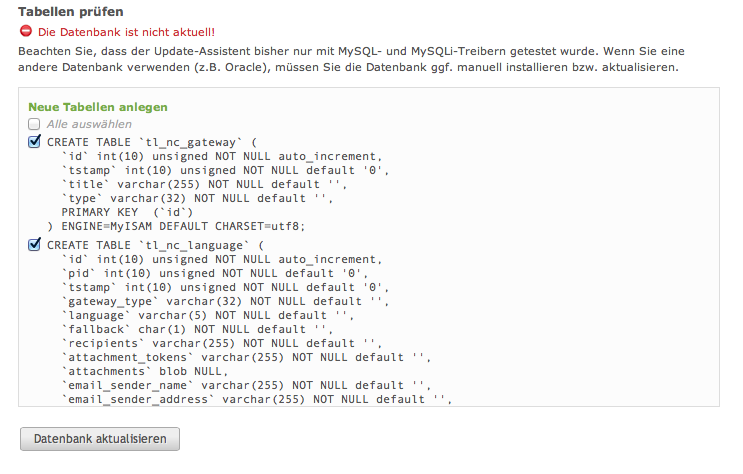 Tabellen prüfen
Die Datenbank ist nicht aktuell!
Beachten Sie, dass der Update-Assistent bisher nur mit MySQL- und MySQLi-Treibern getestet wurde. Wenn Sie eine
andere Datenbank verwenden (z.B. Oracle), müssen Sie die Datenbank ggf. manuell installieren bzw. aktualisieren.
Neue Tabellen anlegen
Alle auswählen
CREATE TABLE `tl_nc_gateway` (
`id` int(10) unsigned NOT NULL auto_increment,
`tstamp` int(10) unsigned NOT NULL default '0',
`title` varchar(255) NOT NULL default '',
`type` varchar(32) NOT NULL default '',
PRIMARY KEY  (`id`)
) ENGINE=MyISAM DEFAULT CHARSET=utf8;
CREATE TABLE `tl_nc_language` (
`id` int(10) unsigned NOT NULL auto_increment,
`pid` int(10) unsigned NOT NULL default '0',
`tstamp` int(10) unsigned NOT NULL default '0',
`gateway_type` varchar(32) NOT NULL default '',
`language` varchar(5) NOT NULL default '',
`fallback` char(1) NOT NULL default '',
`recipients` varchar(255) NOT NULL default '',
`attachment_tokens` varchar(255) NOT NULL default '',
`attachments` blob NULL,
`email_sender_name` varchar(255) NOT NULL default '',
`email_sender_address` varchar(255) NOT NULL default '',
Datenbank aktualisieren